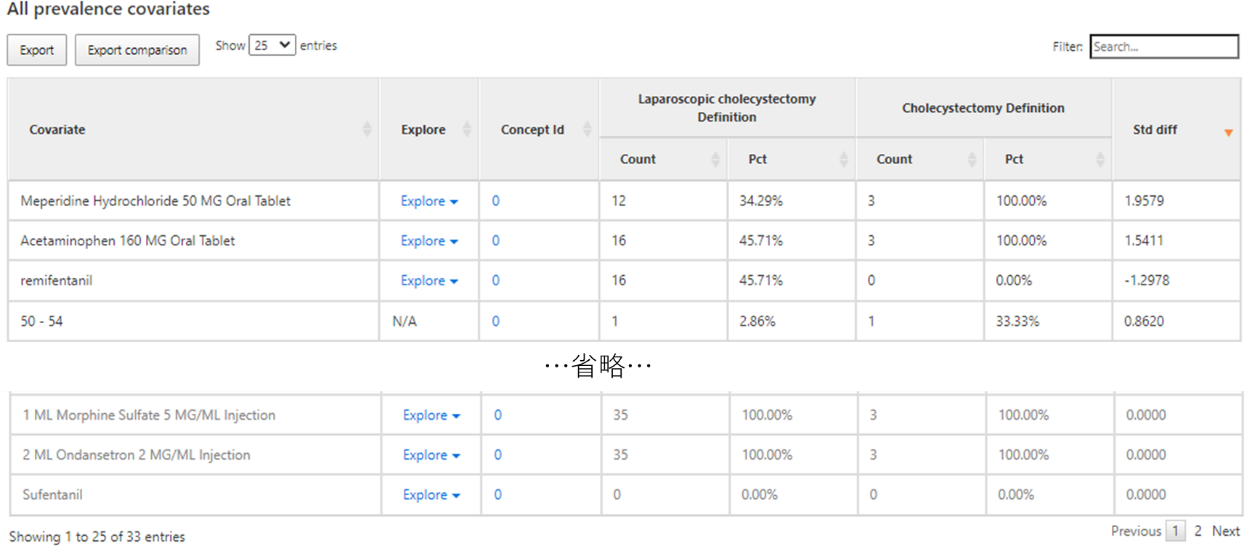 All prevalence covariates
Export Export comparison Show 25 entries Filter: Search...
Covariate Explore Concept Id Laparoscopic cholecystectomy Definition Cholecystectomy Definition Std diff
Count Pct Count Pct
Meperidine Hydrochloride 50 MG Oral Tablet Explore 0 12 34.29% 3 100.00% 1.9579
Acetaminophen 160 MG Oral Tablet Explore 0 16 45.71% 3 100.00% 1.5411
remifentanil Explore 0 16 45.71% 0 0.00% -1.2978
50 - 54 N/A 0 1 2.86% 1 33.33% 0.8620
…省略…
1 ML Morphine Sulfate 5 MG/ML Injection Explore 0 35 100.00% 3 100.00% 0.0000
2 ML Ondansetron 2 MG/ML Injection Explore 0 35 100.00% 3 100.00% 0.0000
Sufentanil Explore 0 0 0.00% 0 0.00% 0.0000
Showing 1 to 25 of 33 entries Previous 1 2 Next